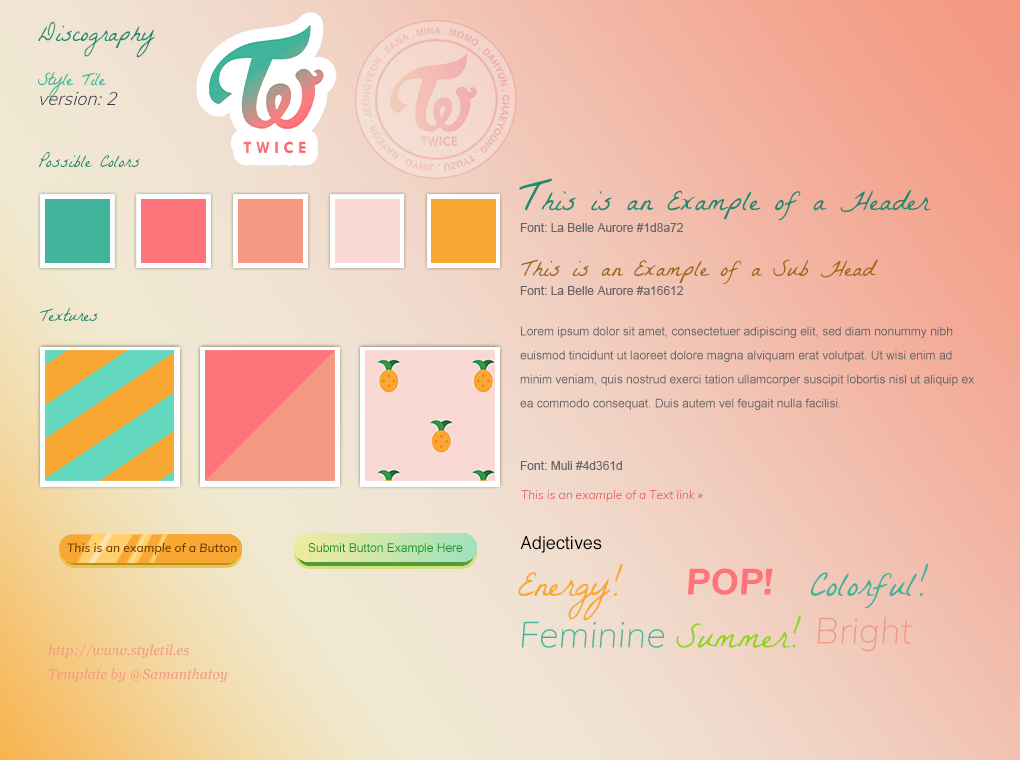 Discography
Style Tile
version: 2
TWICE
JEONGYEON . SANA . MINA . MOMO . DAHYUN . CHAEYOUNG . TYUZU . JIHYO . NAYEON .
TWICE
Possible Colors
Textures
This is an example of a Button
Submit Button Example Here
http://www.styletil.es
Template by @Samanthatoy
This is an Example of a Header
Font: La Belle Aurore #1d8a72
This is an Example of a Sub Head
Font: La Belle Aurore #a16612
Lorem ipsum dolor sit amet, consectetuer adipiscing elit, sed diam nonummy nibh
euismod tincidunt ut laoreet dolore magna alviquam erat volutpat. Ut wisi enim ad
minim veniam, quis nostrud exerci tation ullamcorper suscipit lobortis nisl ut aliquip ex
ea commodo consequat. Duis autem vel feugait nulla facilisi.
Font: Muli #4d361d
This is an example of a Text link »
Adjectives
Energy! POP! Colorful!
Feminine Summer! Bright